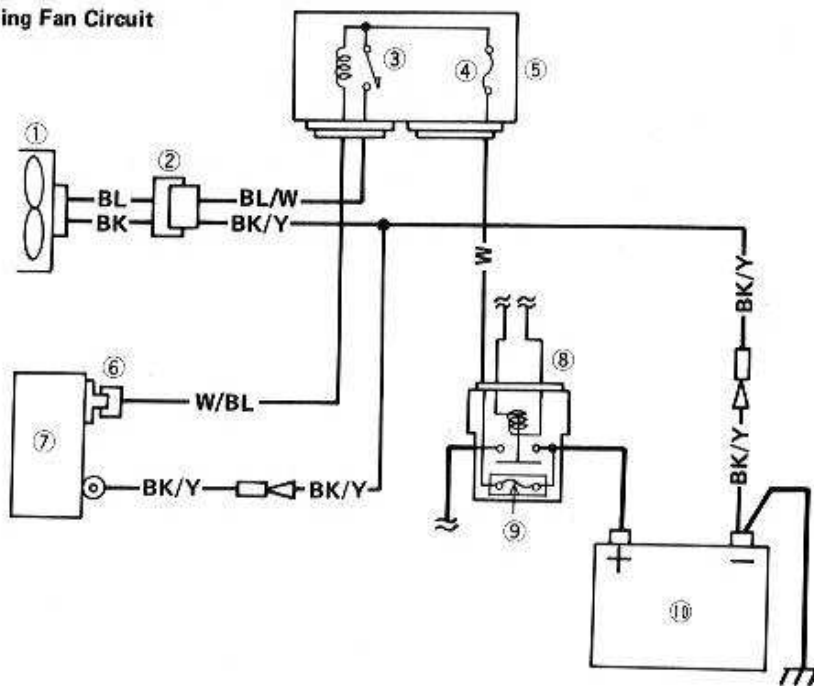 ing Fan Circuit
③
④
⑤
①
②
BL
BL/W
BK
BK/Y
W
BK/Y
⑧
⑥
W/BL
⑦
BK/Y
BK/Y
BK/Y
⑨
+
−
⑩